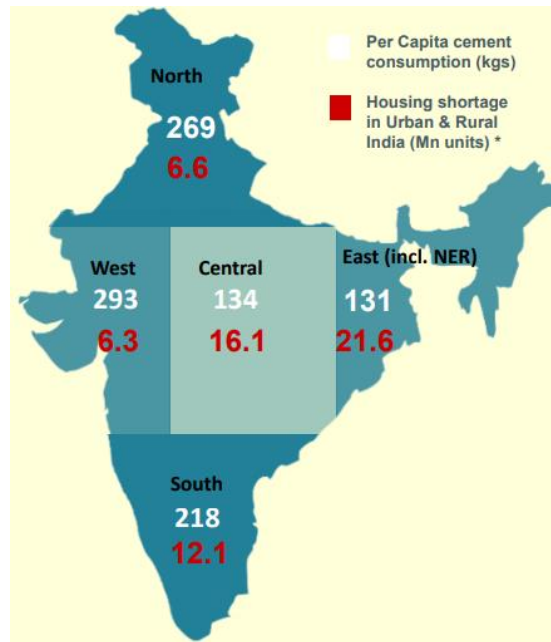 Per Capita cement
consumption (kgs)
Housing shortage
in Urban & Rural
India (Mn units) *
North
269
6.6
West
293
6.3
Central
134
16.1
East (incl. NER)
131
21.6
South
218
12.1